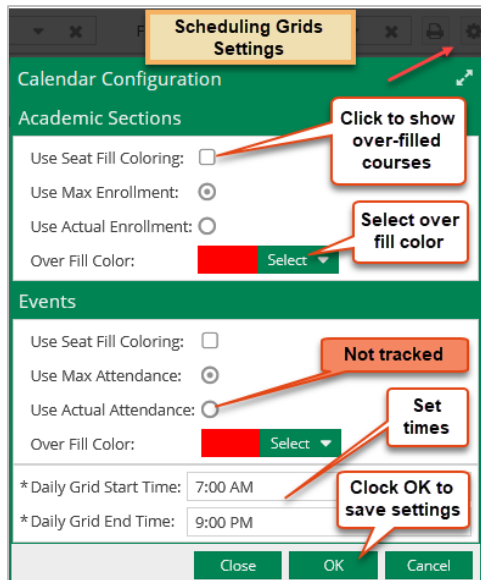 Scheduling Grids
Settings
Calendar Configuration
Academic Sections
Click to show
over-filled
courses
Use Seat Fill Coloring:
Use Max Enrollment:
Use Actual Enrollment:
Select over
fill color
Over Fill Color:
Select
Events
Use Seat Fill Coloring:
Not tracked
Use Max Attendance:
Use Actual Attendance:
Set
times
Over Fill Color:
Select
*Daily Grid Start Time: 7:00 AM
Clock OK to
save settings
*Daily Grid End Time: 9:00 PM
Close OK Cancel